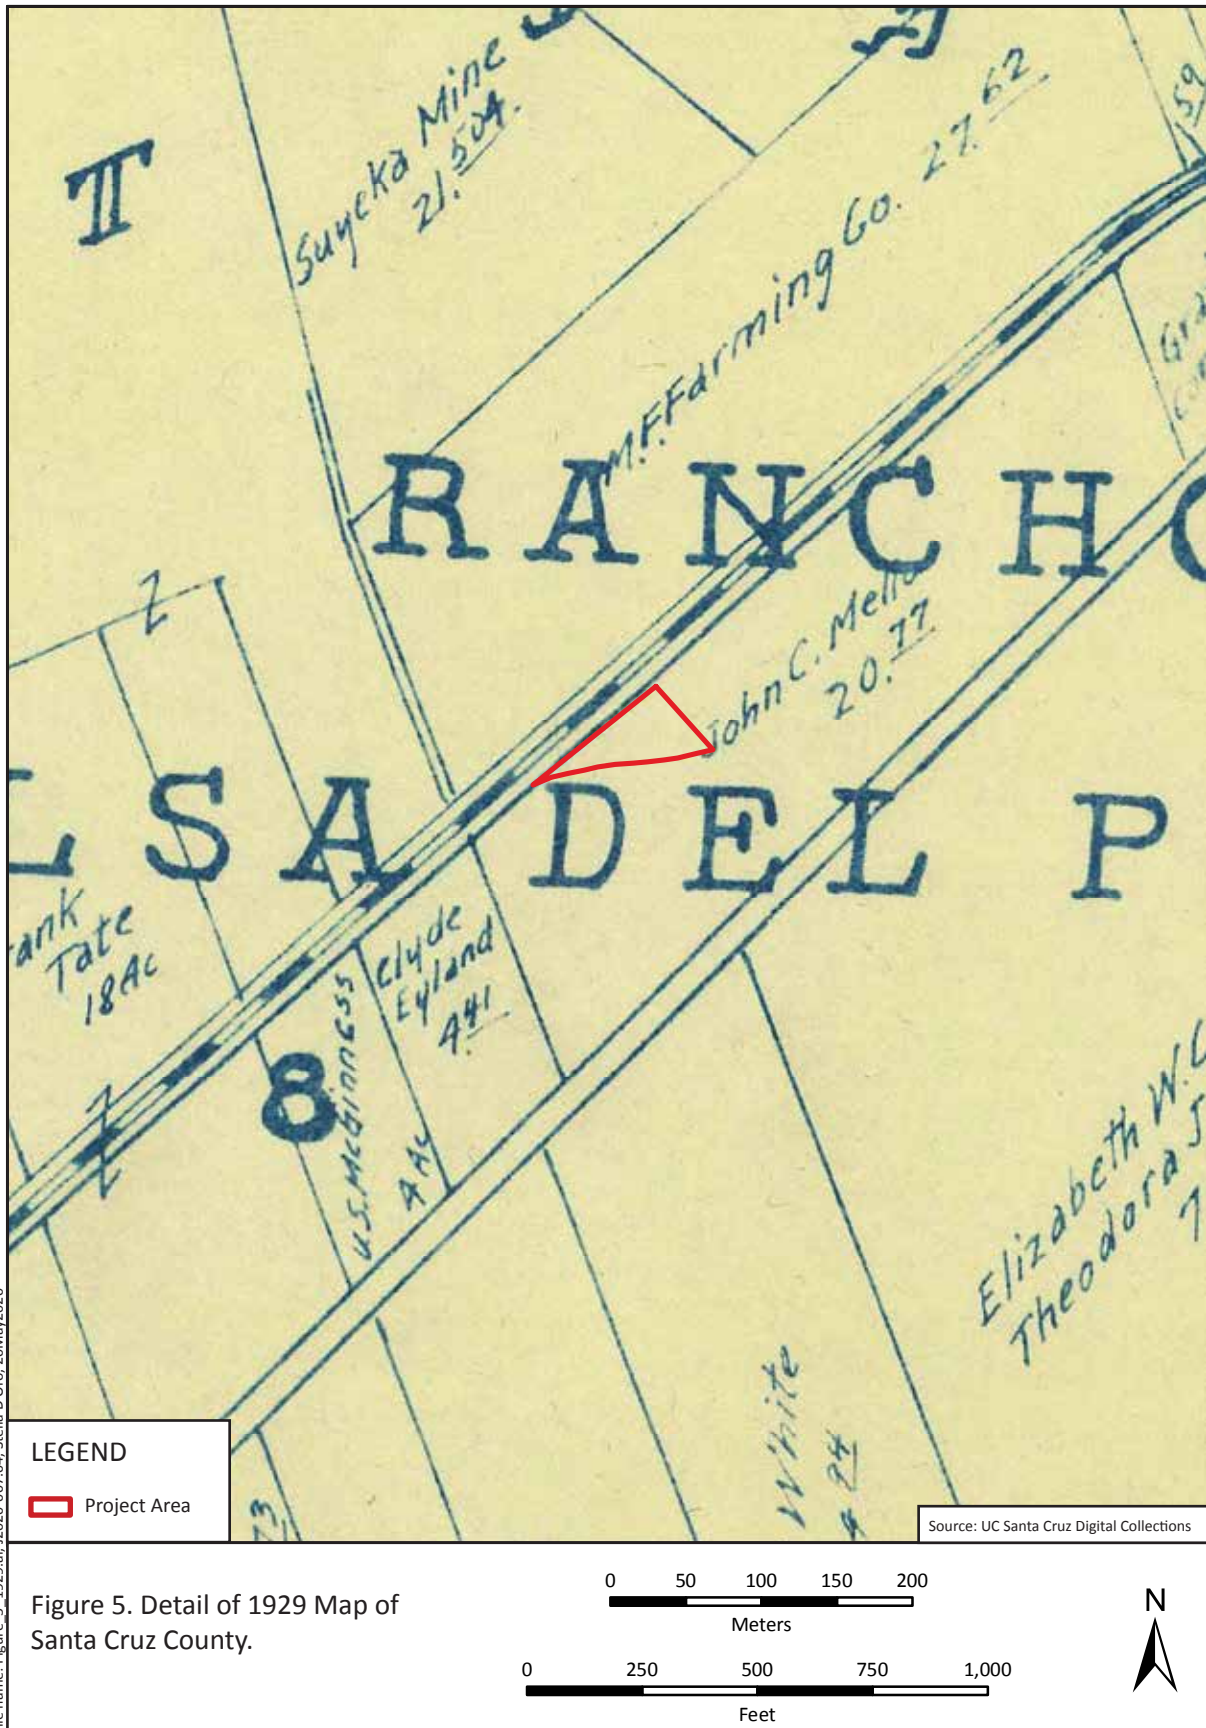 T
Suyeka Mine
21.504.
M.F. Farming Co. 27.62
59
RANCHO
John C. Mello
20.77
LSA DEL P
Tate
18Ac
Clyde
Eyland
4.41
8
U.S. McGinness
4 Ac
Elizabeth W.
Theodora J
7
White
73
LEGEND
Project Area
Source: UC Santa Cruz Digital Collections
Figure 5. Detail of 1929 Map of
Santa Cruz County.
0 50 100 150 200
Meters
0 250 500 750 1,000
Feet
N